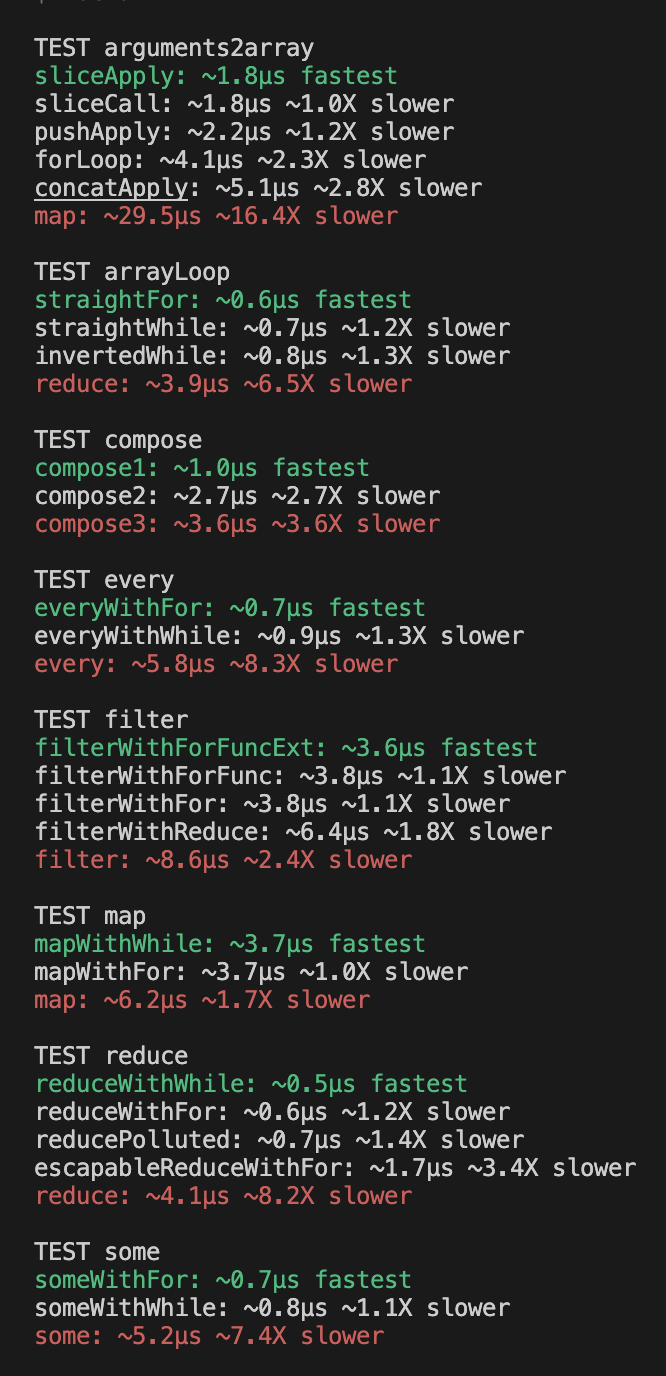 TEST arguments2array
sliceApply: ~1.8µs fastest
sliceCall: ~1.8µs ~1.0X slower
pushApply: ~2.2µs ~1.2X slower
forLoop: ~4.1µs ~2.3X slower
concatApply: ~5.1µs ~2.8X slower
map: ~29.5µs ~16.4X slower
TEST arrayLoop
straightFor: ~0.6µs fastest
straightWhile: ~0.7µs ~1.2X slower
invertedWhile: ~0.8µs ~1.3X slower
reduce: ~3.9µs ~6.5X slower
TEST compose
compose1: ~1.0µs fastest
compose2: ~2.7µs ~2.7X slower
compose3: ~3.6µs ~3.6X slower
TEST every
everyWithFor: ~0.7µs fastest
everyWithWhile: ~0.9µs ~1.3X slower
every: ~5.8µs ~8.3X slower
TEST filter
filterWithForFuncExt: ~3.6µs fastest
filterWithForFunc: ~3.8µs ~1.1X slower
filterWithFor: ~3.8µs ~1.1X slower
filterWithReduce: ~6.4µs ~1.8X slower
filter: ~8.6µs ~2.4X slower
TEST map
mapWithWhile: ~3.7µs fastest
mapWithFor: ~3.7µs ~1.0X slower
map: ~6.2µs ~1.7X slower
TEST reduce
reduceWithWhile: ~0.5µs fastest
reduceWithFor: ~0.6µs ~1.2X slower
reducePolluted: ~0.7µs ~1.4X slower
escapableReduceWithFor: ~1.7µs ~3.4X slower
reduce: ~4.1µs ~8.2X slower
TEST some
someWithFor: ~0.7µs fastest
someWithWhile: ~0.8µs ~1.1X slower
some: ~5.2µs ~7.4X slower